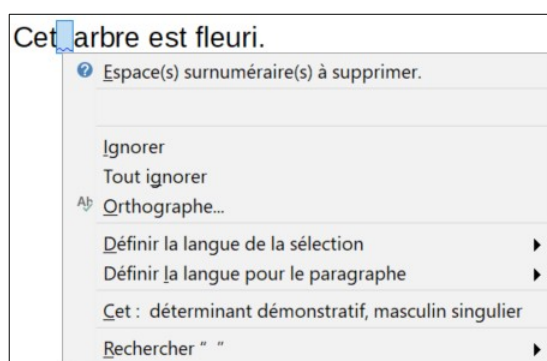 Cet  arbre est fleuri.
Espace(s) surnuméraire(s) à supprimer.
Ignorer
Tout ignorer
Orthographe...
Définir la langue de la sélection
Définir la langue pour le paragraphe
Cet :  déterminant démonstratif, masculin singulier
Rechercher “  ”